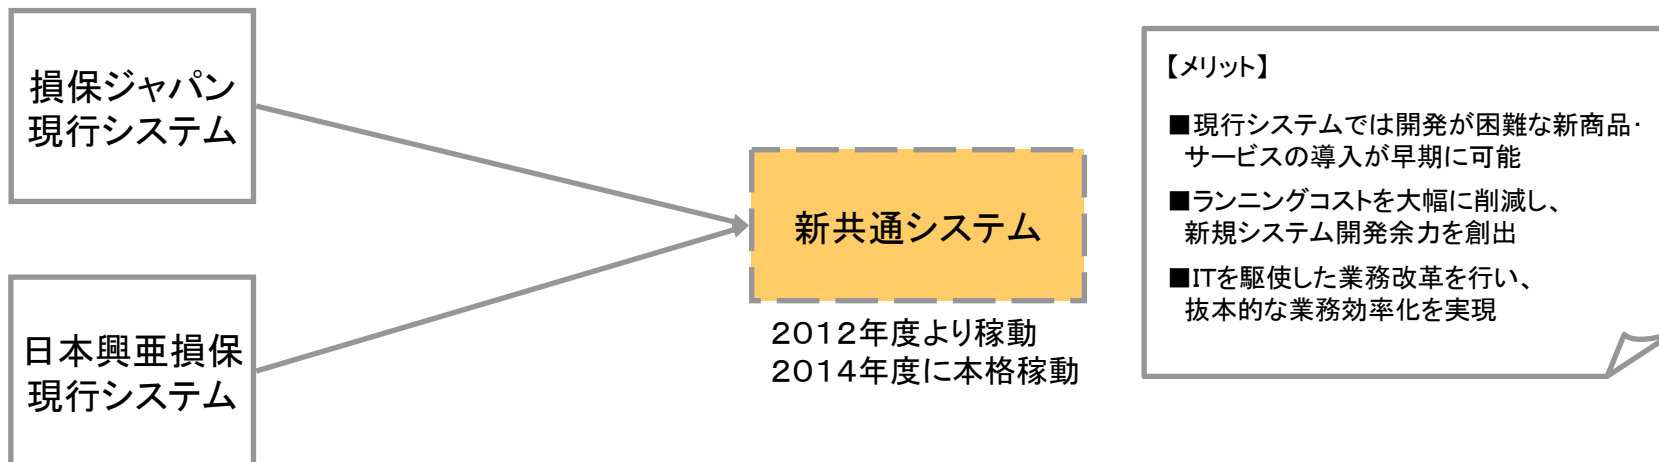 損保ジャパン
現行システム
日本興亜損保
現行システム
新共通システム
2012年度より稼動
2014年度に本格稼動
【メリット】
■現行システムでは開発が困難な新商品・
サービスの導入が早期に可能
■ランニングコストを大幅に削減し、
新規システム開発余力を創出
■ITを駆使した業務改革を行い、
抜本的な業務効率化を実現